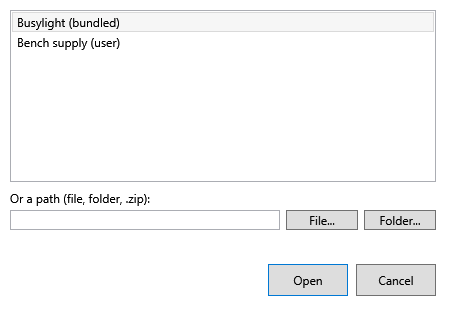 Busylight (bundled)
Bench supply (user)
Or a path (file, folder, .zip):
File... Folder...
Open Cancel